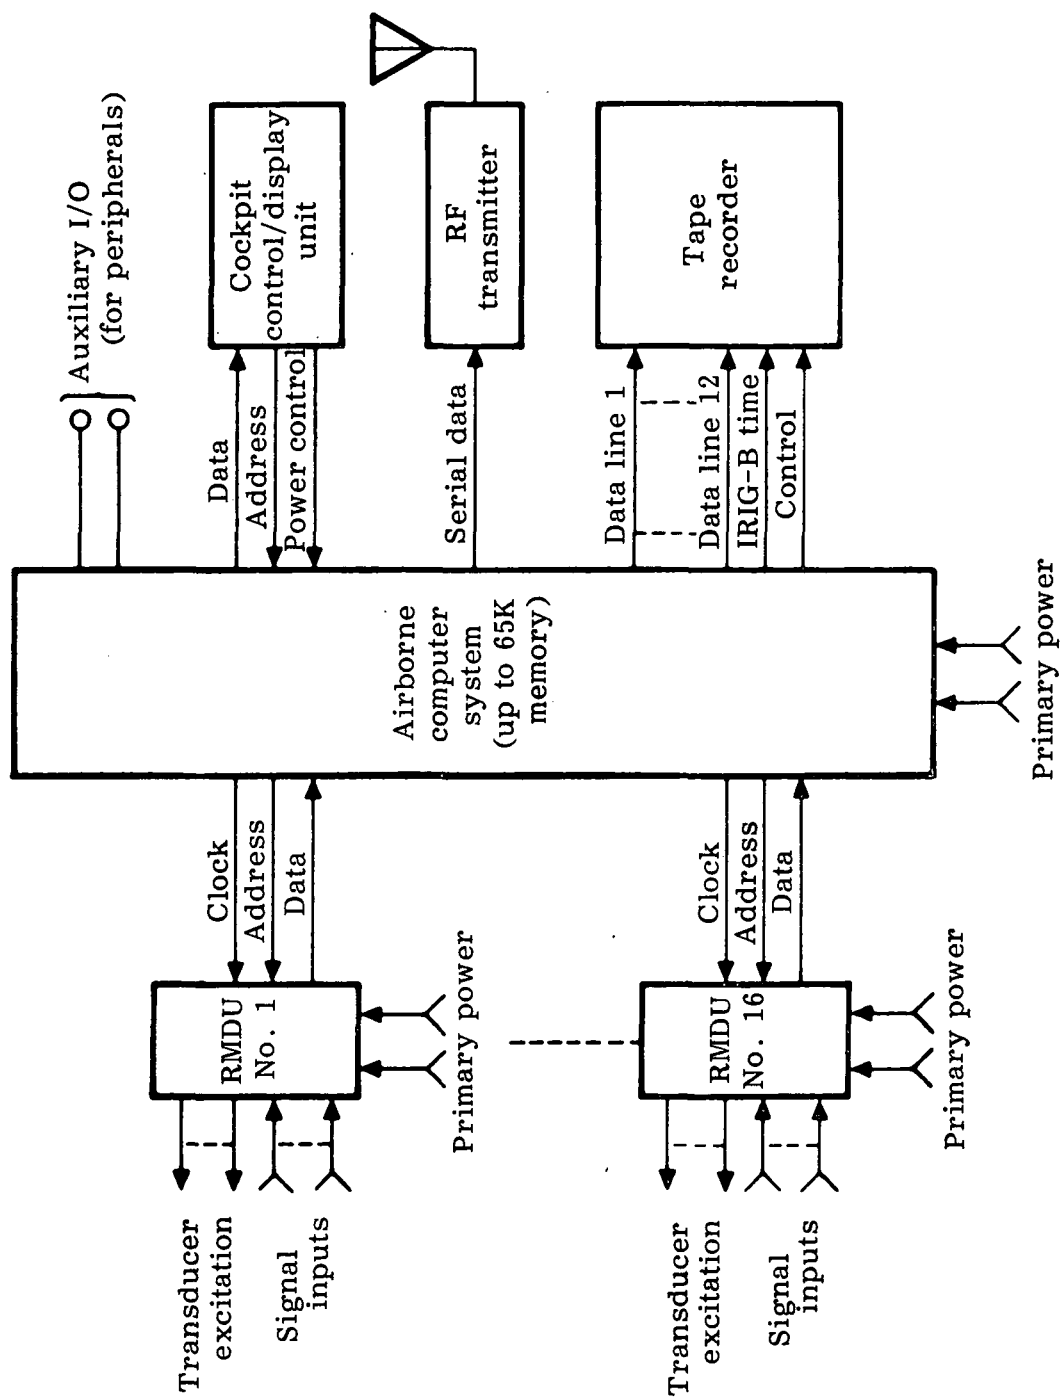 Transducer
excitation
Signal
inputs
RMDU
No. 1
Primary power
Clock
Address
Data
Transducer
excitation
Signal
inputs
RMDU
No. 16
Primary power
Clock
Address
Data
Airborne
computer
system
(up to 65K
memory)
Primary power
Auxiliary I/O
(for peripherals)
Data
Address
Power control
Cockpit
control/display
unit
Serial data
RF
transmitter
Data line 1
Data line 12
IRIG-B time
Control
Tape
recorder